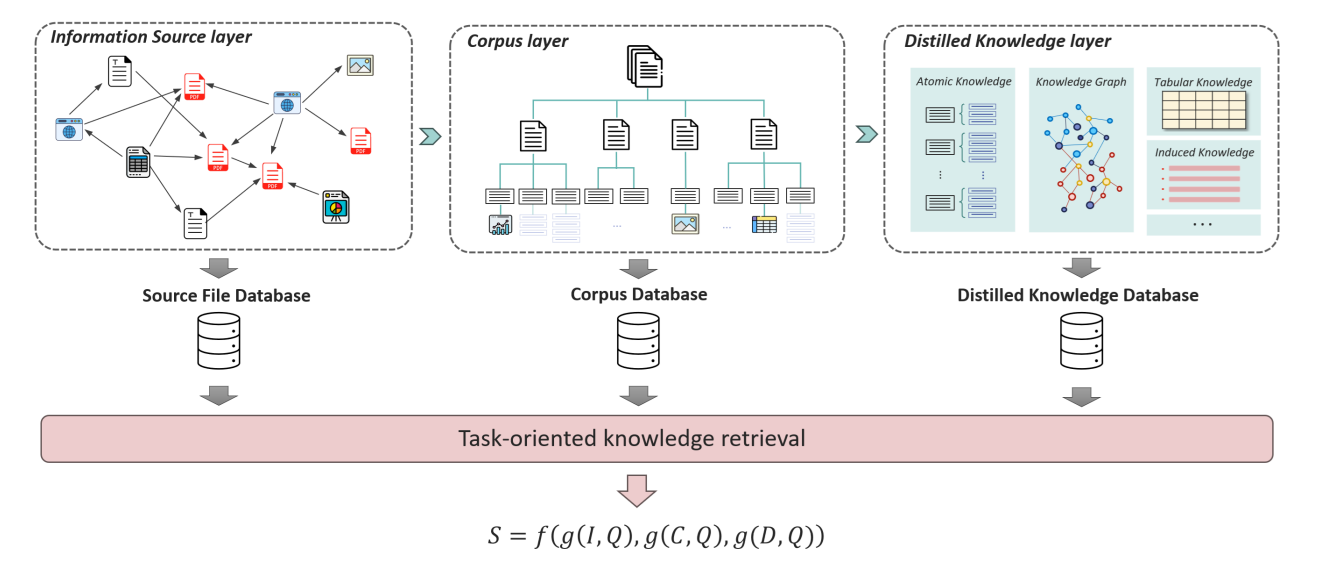 Information Source layer
T
PDF
PDF
PDF
PDF
T
Corpus layer
...
...
Distilled Knowledge layer
Atomic Knowledge
Knowledge Graph
Tabular Knowledge
Induced Knowledge
...
Source File Database
Corpus Database
Distilled Knowledge Database
Task-oriented knowledge retrieval
S = f(g(I, Q), g(C, Q), g(D, Q))